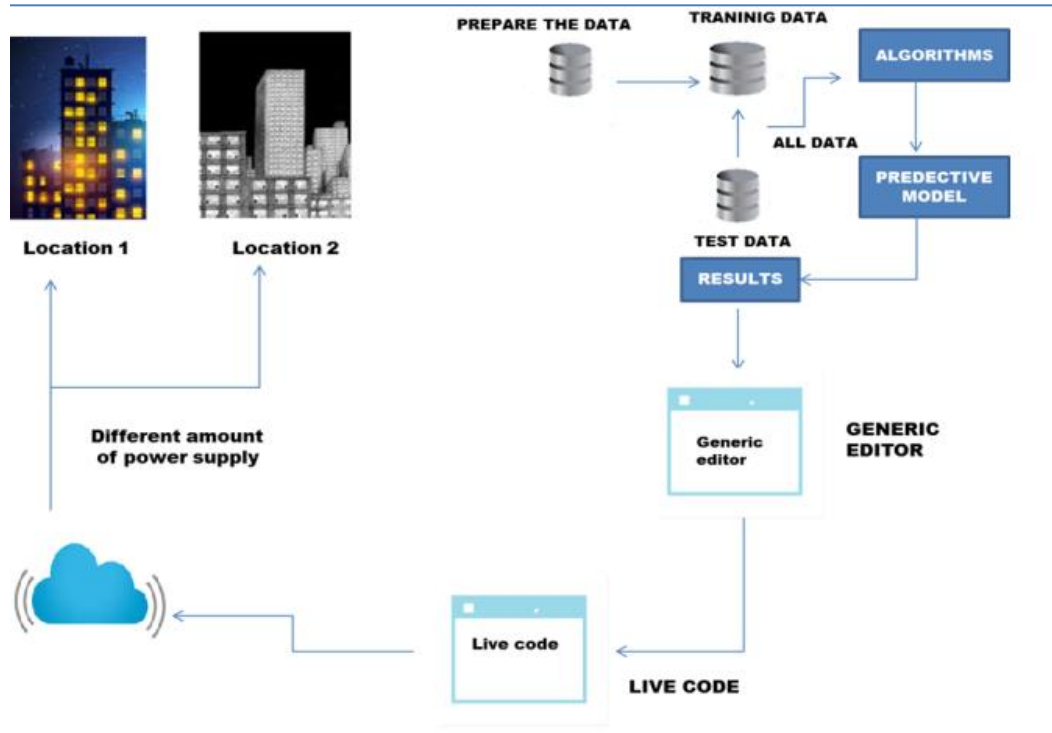 PREPARE THE DATA
TRANINIG DATA
ALGORITHMS
ALL DATA
PREDECTIVE
MODEL
TEST DATA
RESULTS
Location 1
Location 2
Different amount
of power supply
Generic
editor
GENERIC
EDITOR
Live code
LIVE CODE